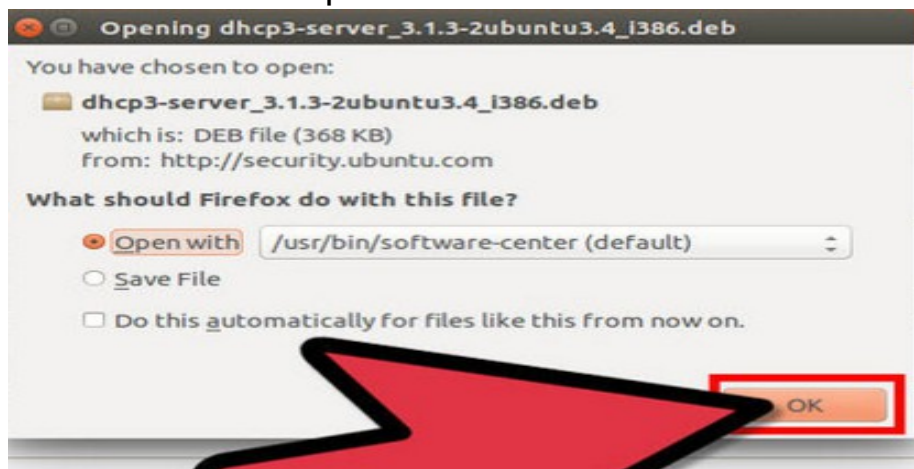 Opening dhcp3-server_3.1.3-2ubuntu3.4_i386.deb
You have chosen to open:
dhcp3-server_3.1.3-2ubuntu3.4_i386.deb
which is: DEB file (368 KB)
from: http://security.ubuntu.com
What should Firefox do with this file?
Open with /usr/bin/software-center (default)
Save File
Do this automatically for files like this from now on.
OK